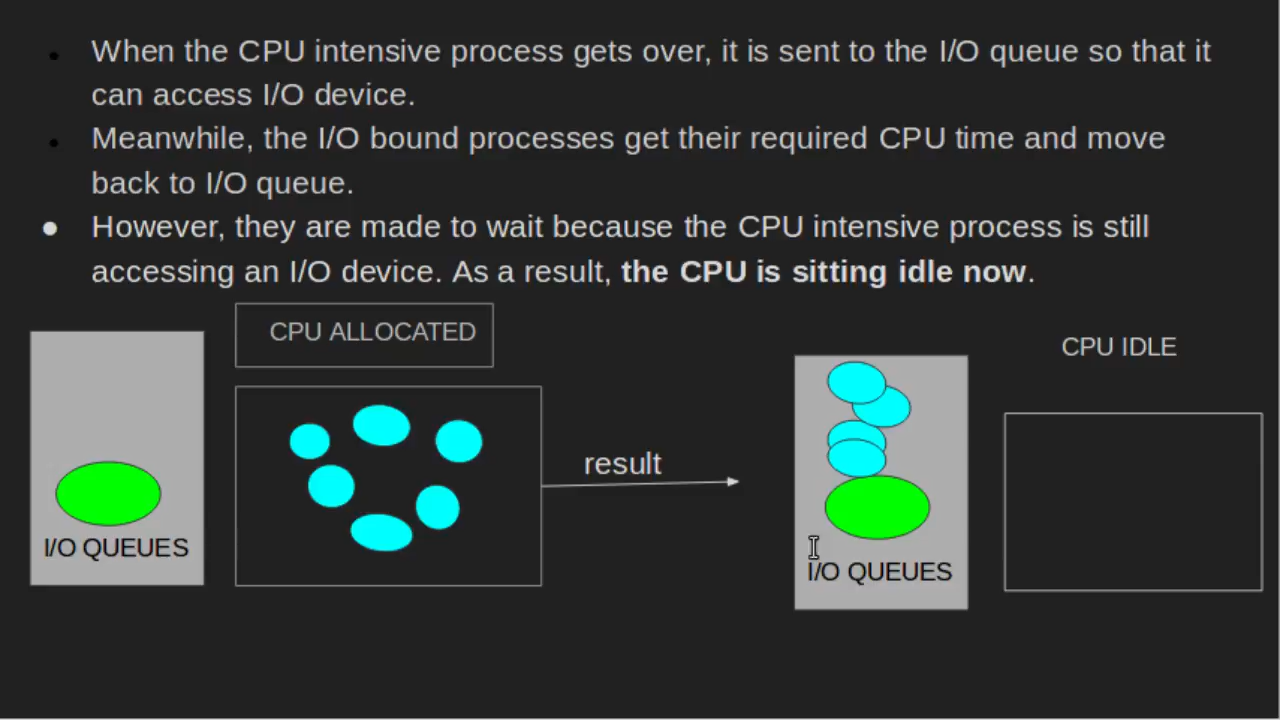 When the CPU intensive process gets over, it is sent to the I/O queue so that it
can access I/O device.
Meanwhile, the I/O bound processes get their required CPU time and move
back to I/O queue.
However, they are made to wait because the CPU intensive process is still
accessing an I/O device. As a result, the CPU is sitting idle now.
CPU ALLOCATED
CPU IDLE
result
I/O QUEUES
I/O QUEUES